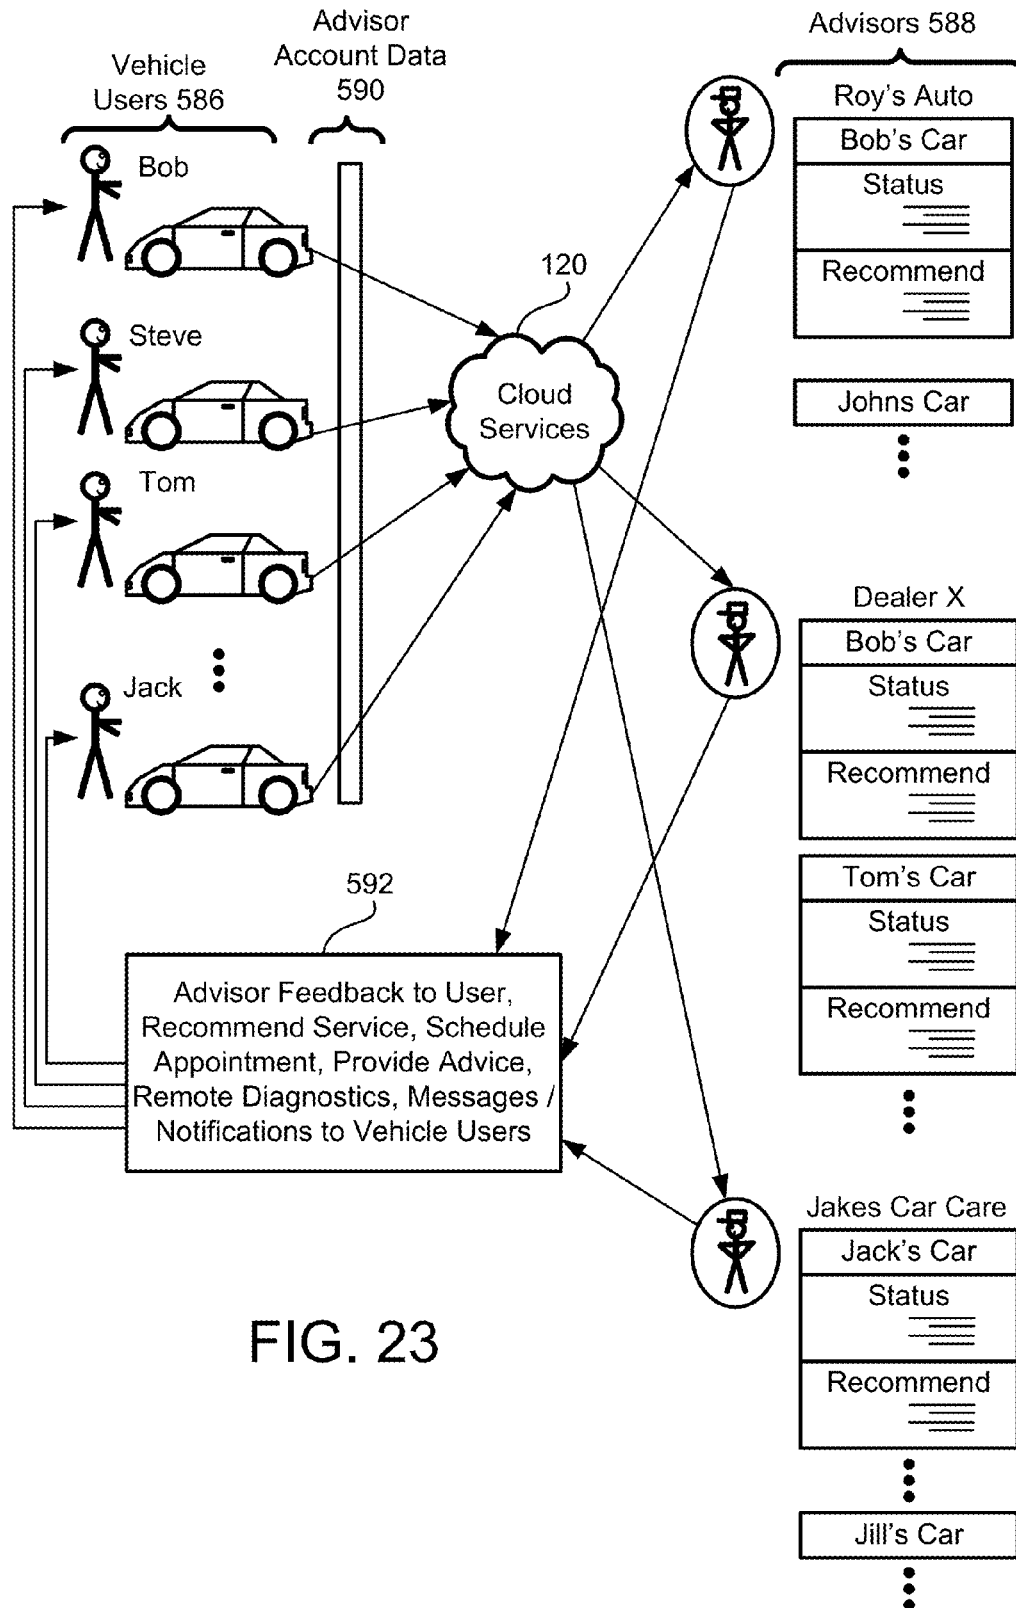 Vehicle
Users 586
Advisor
Account Data
590
Advisors 588
Bob
Steve
Tom
Jack
120
Cloud
Services
Roy's Auto
Bob's Car
Status
Recommend
Johns Car
Dealer X
Bob's Car
Status
Recommend
Tom's Car
Status
Recommend
592
Advisor Feedback to User,
Recommend Service, Schedule
Appointment, Provide Advice,
Remote Diagnostics, Messages /
Notifications to Vehicle Users
Jakes Car Care
Jack's Car
Status
Recommend
Jill's Car
FIG. 23